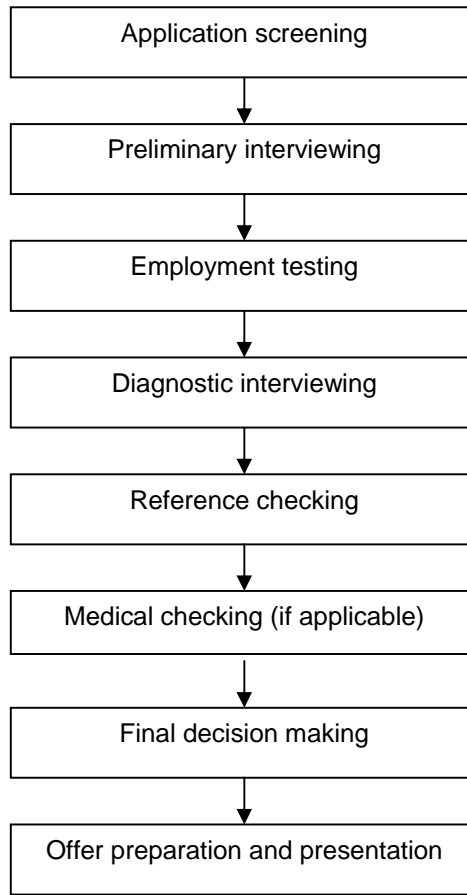 Application screening
Preliminary interviewing
Employment testing
Diagnostic interviewing
Reference checking
Medical checking (if applicable)
Final decision making
Offer preparation and presentation